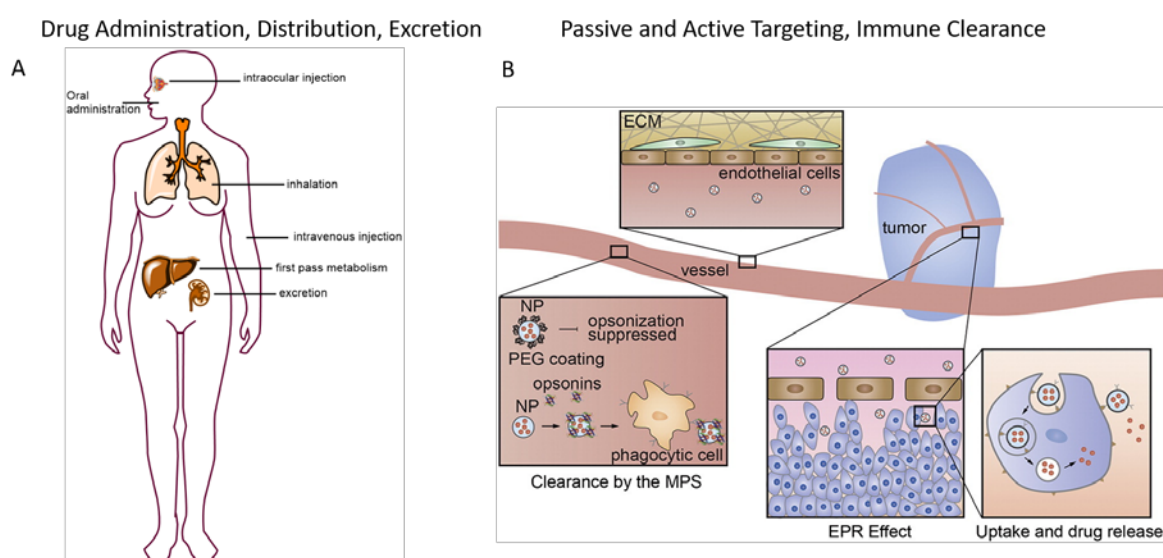 Drug Administration, Distribution, Excretion
Passive and Active Targeting, Immune Clearance
A
intraocular injection
Oral
administration
inhalation
intravenous injection
first pass metabolism
excretion
B
ECM
endothelial cells
tumor
vessel
NP
opsonization
suppressed
PEG coating
opsonins
NP
phagocytic cell
Clearance by the MPS
EPR Effect
Uptake and drug release